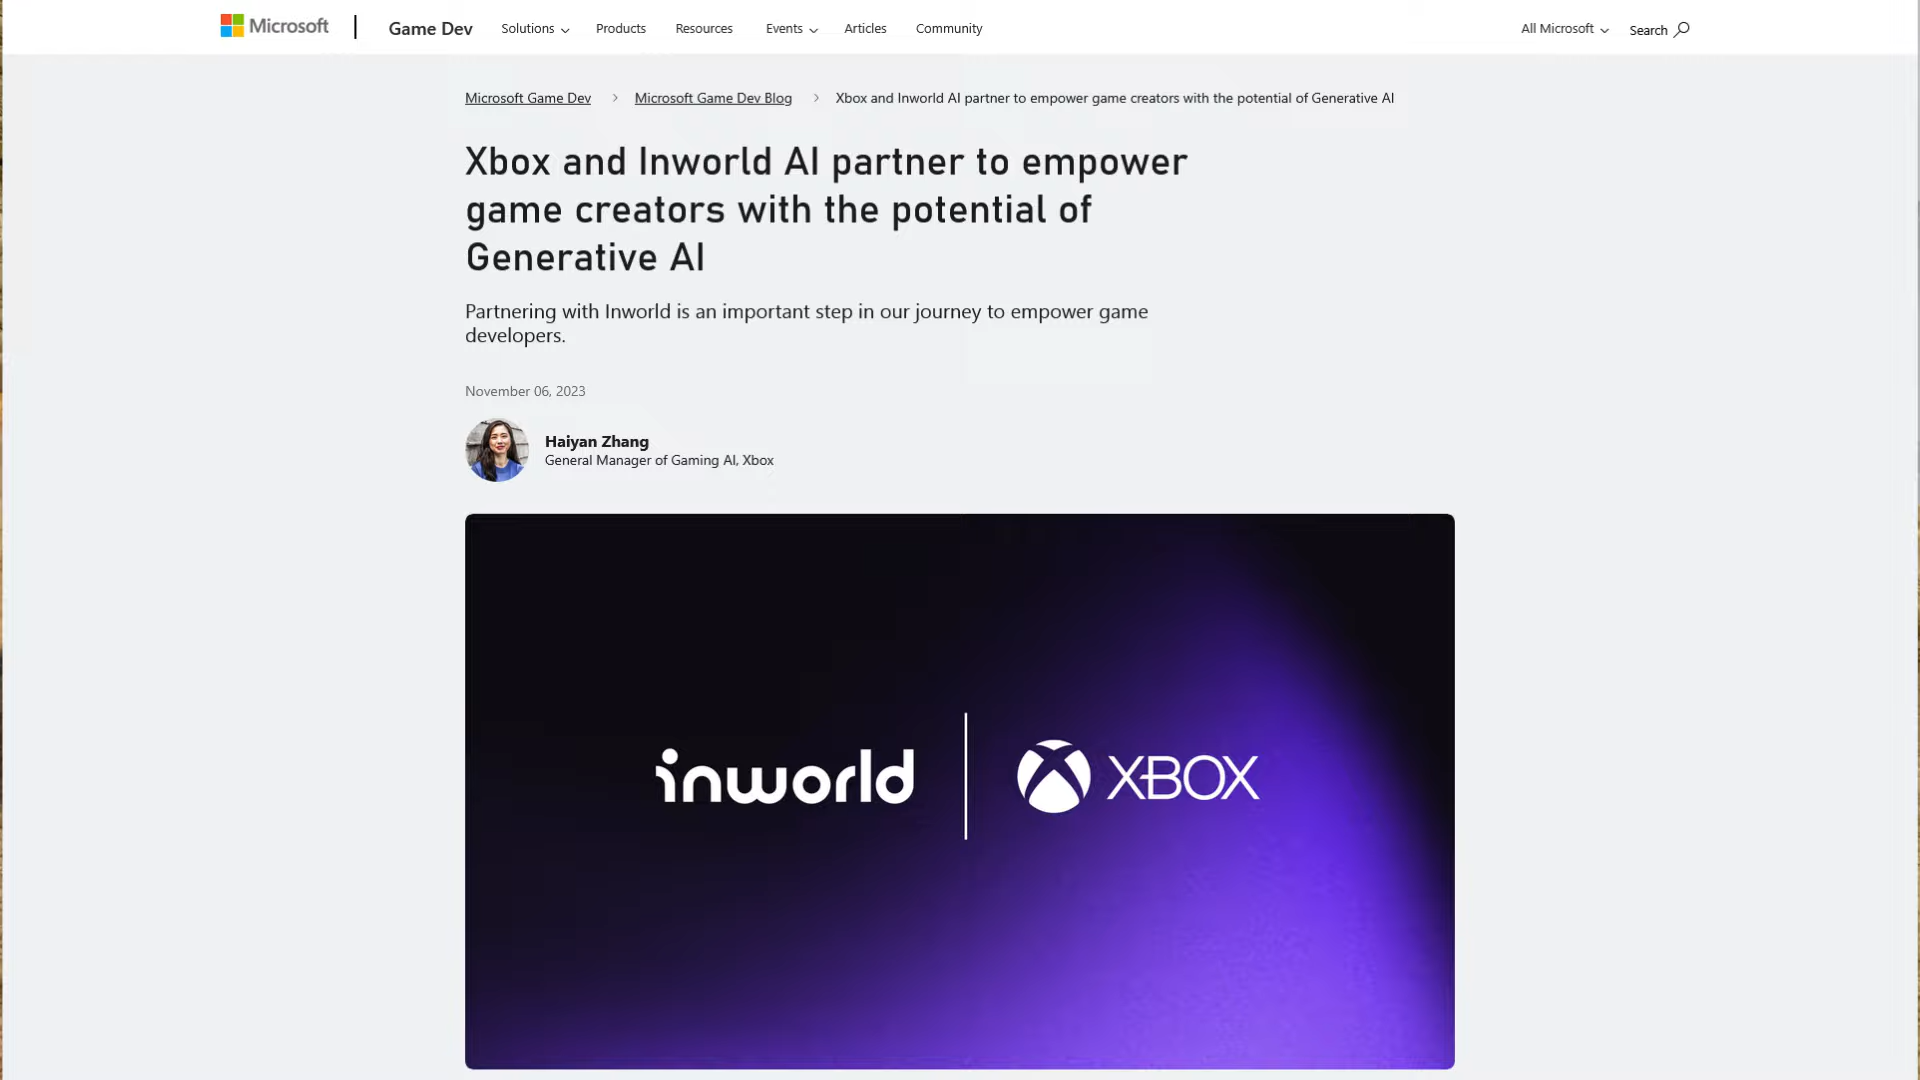 Microsoft
Game Dev
Solutions
Products
Resources
Events
Articles
Community
All Microsoft
Search
Microsoft Game Dev > Microsoft Game Dev Blog > Xbox and Inworld AI partner to empower game creators with the potential of Generative AI
Xbox and Inworld AI partner to empower
game creators with the potential of
Generative AI
Partnering with Inworld is an important step in our journey to empower game
developers.
November 06, 2023
Haiyan Zhang
General Manager of Gaming AI, Xbox
inworld
XBOX